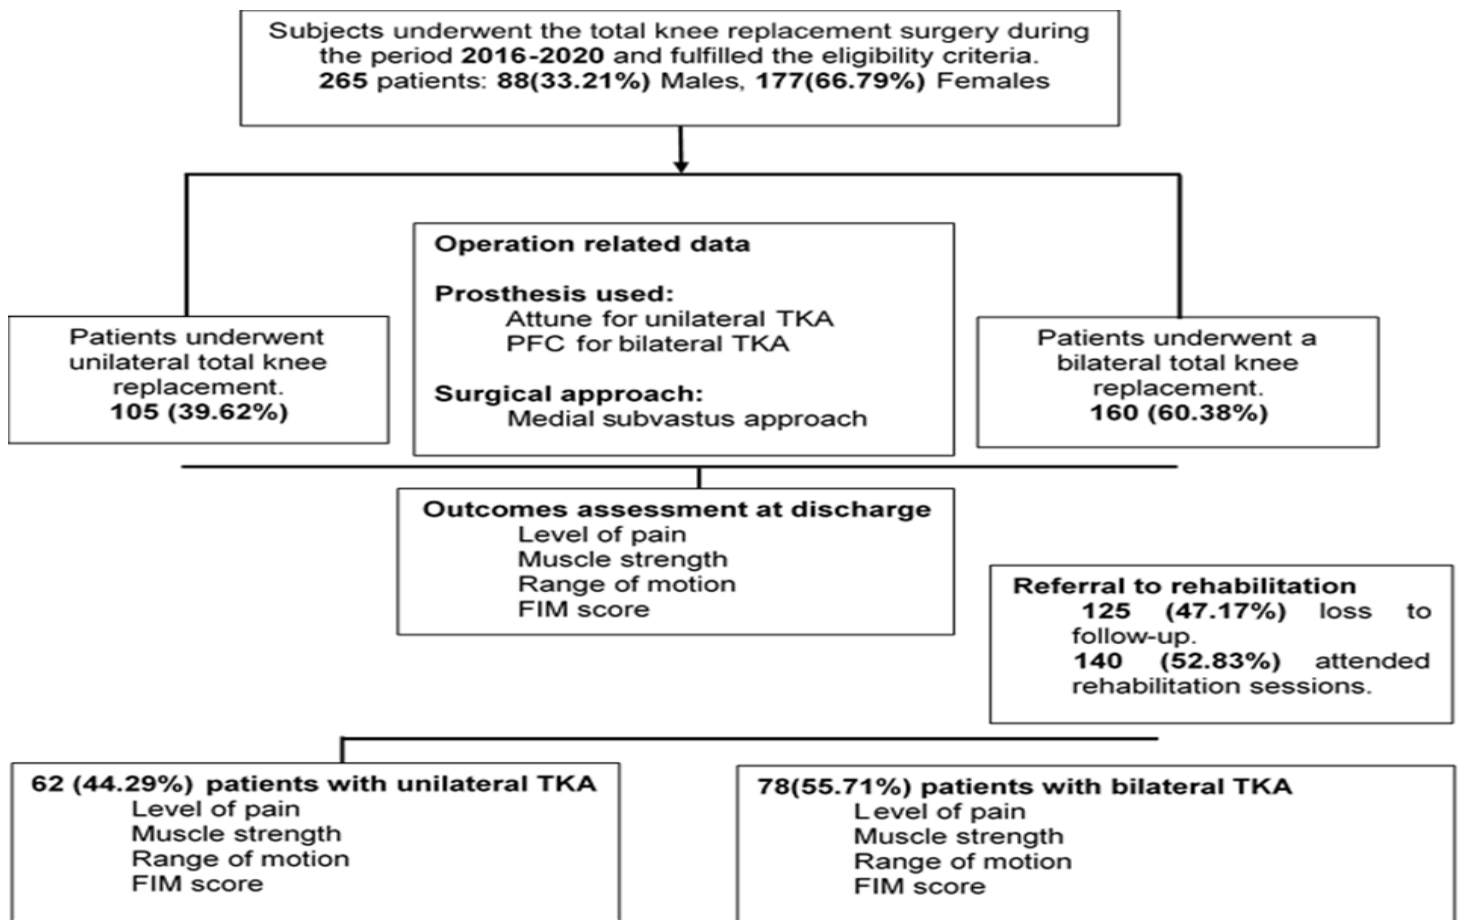 Subjects underwent the total knee replacement surgery during
the period 2016-2020 and fulfilled the eligibility criteria.
265 patients: 88(33.21%) Males, 177(66.79%) Females
Operation related data
Prosthesis used:
Attune for unilateral TKA
PFC for bilateral TKA
Surgical approach:
Medial subvastus approach
Patients underwent
unilateral total knee
replacement.
105 (39.62%)
Patients underwent a
bilateral total knee
replacement.
160 (60.38%)
Outcomes assessment at discharge
Level of pain
Muscle strength
Range of motion
FIM score
Referral to rehabilitation
125 (47.17%) loss to
follow-up.
140 (52.83%) attended
rehabilitation sessions.
62 (44.29%) patients with unilateral TKA
Level of pain
Muscle strength
Range of motion
FIM score
78(55.71%) patients with bilateral TKA
Level of pain
Muscle strength
Range of motion
FIM score